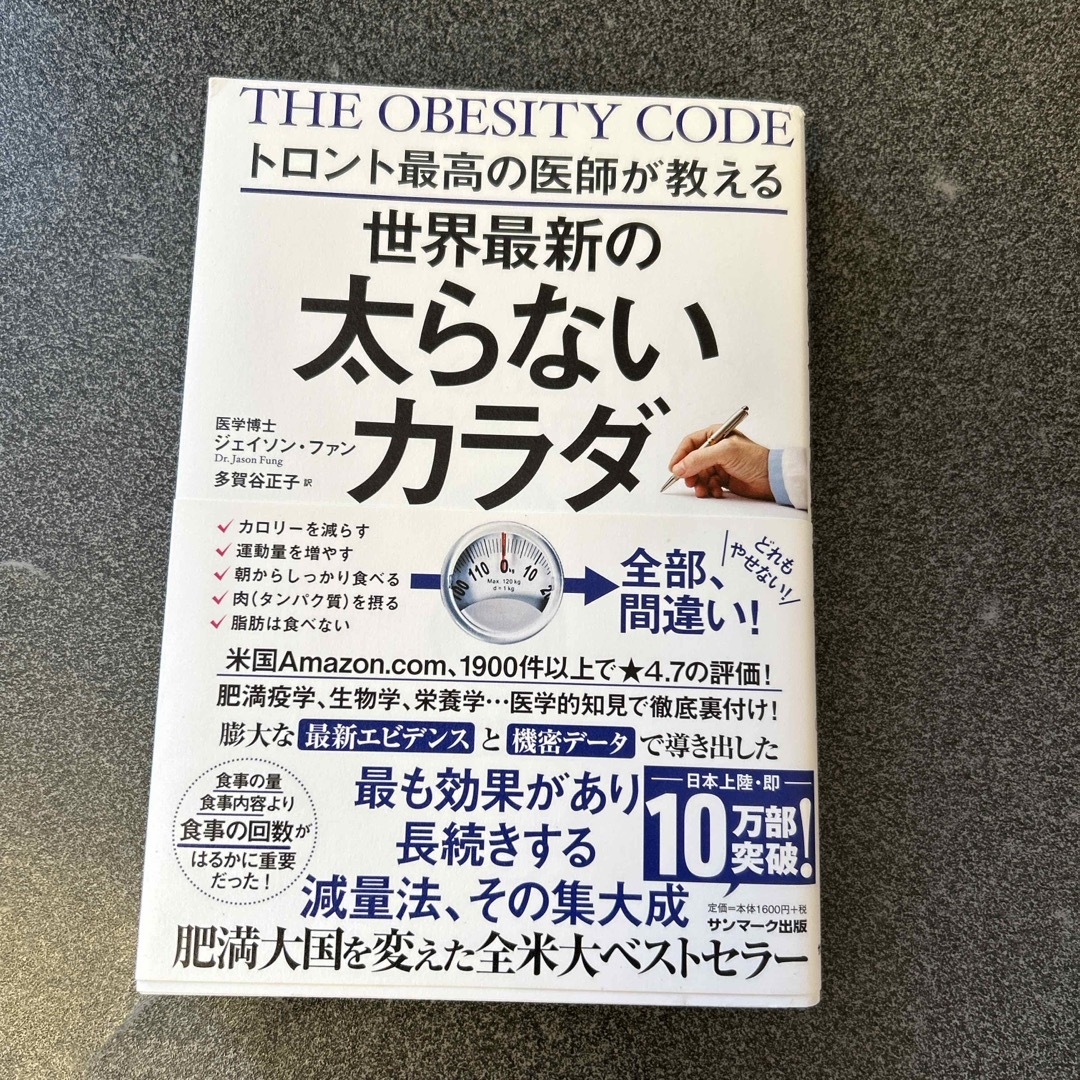 THE OBESITY CODE
トロント最高の医師が教える
世界最新の
太らない
カラダ
医学博士
ジェイソン・ファン
Dr. Jason Fung
多賀谷正子 訳
✓ カロリーを減らす
✓ 運動量を増やす
✓ 朝からしっかり食べる
✓ 肉(タンパク質)を摂る
✓ 脂肪は食べない
110 0 10
Max. 120 kg
d=1 kg
全部、
間違い!
どれも
やせない!
米国Amazon.com、1900件以上で★4.7の評価!
肥満疫学、生物学、栄養学…医学的知見で徹底裏付け!
膨大な 最新エビデンス と 機密データ で導き出した
食事の量
食事内容より
食事の回数が
はるかに重要
だった!
最も効果があり
長続きする
減量法、その集大成
日本上陸・即
10万部
突破!
定価=本体1600円+税
サンマーク出版
肥満大国を変えた全米大ベストセラー